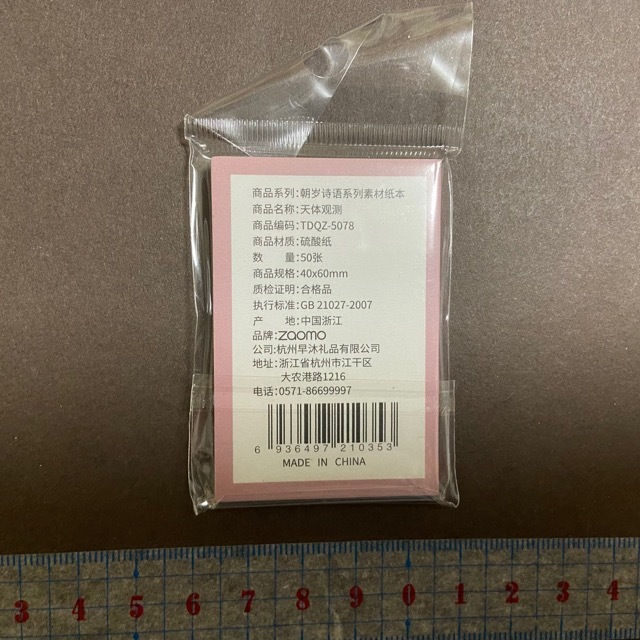 商品系列:朝岁诗语系列素材纸本
商品名称:天体观测
商品编码:TDQZ-5078
商品材质:硫酸纸
数　　量:50张
商品规格:40x60mm
质检证明:合格品
执行标准:GB 21027-2007
产　　地:中国浙江
品牌:zaomo
公司:杭州早沐礼品有限公司
地址:浙江省杭州市江干区
大农港路1216
电话:0571-86699997
6 936497 210353
MADE IN CHINA
3 4 5 6 7 8 9 0 1 2 3 4